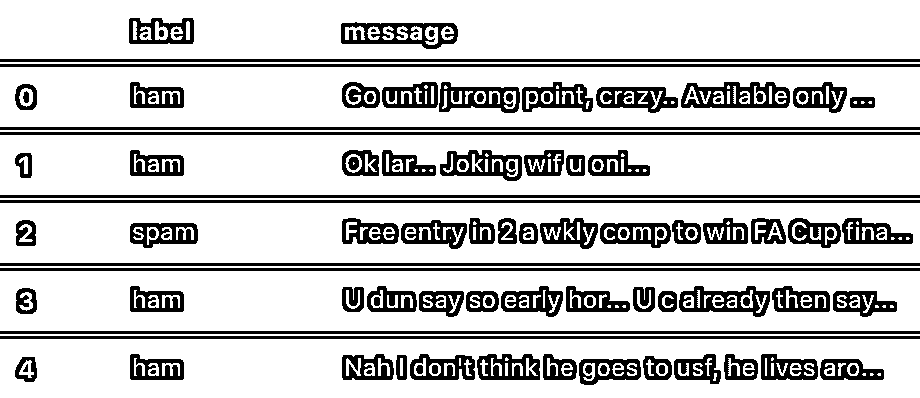 label message
0 ham Go until jurong point, crazy.. Available only ...
1 ham Ok lar... Joking wif u oni...
2 spam Free entry in 2 a wkly comp to win FA Cup fina...
3 ham U dun say so early hor... U c already then say...
4 ham Nah I don't think he goes to usf, he lives aro...